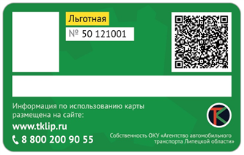 Льготная
№ 50 121001
Информация по использованию карты
размещена на сайте:
www.tklip.ru
8 800 200 90 55
Собственность ОКУ «Агентство автомобильного
транспорта Липецкой области»